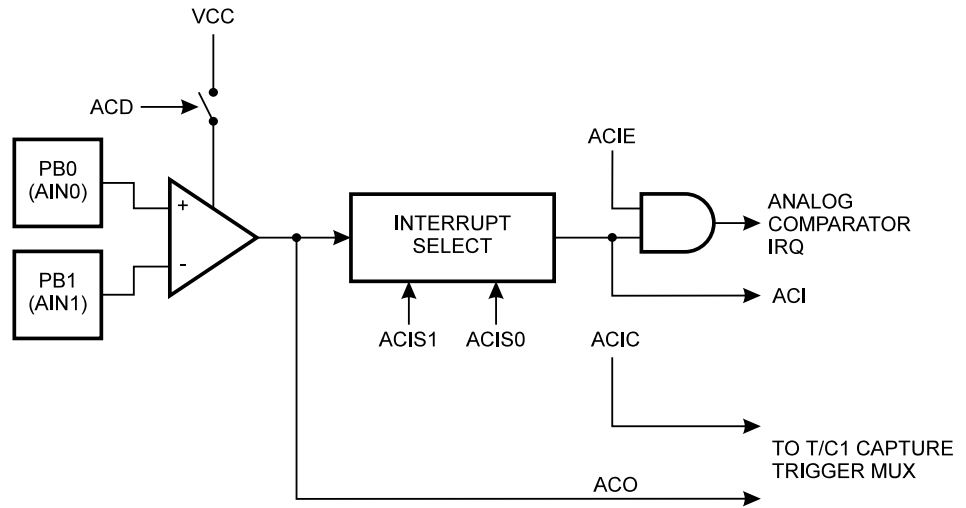 VCC
ACD
PB0
(AIN0)
+
PB1
(AIN1)
-
INTERRUPT
SELECT
ACIS1
ACIS0
ACIE
ANALOG
COMPARATOR
IRQ
ACI
ACIC
TO T/C1 CAPTURE
TRIGGER MUX
ACO